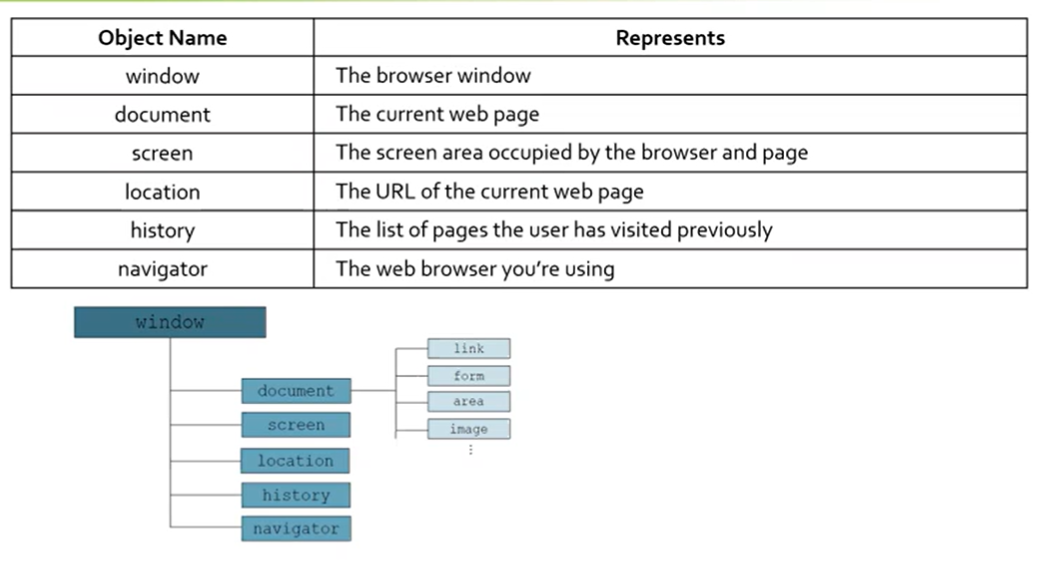 Object Name Represents
window The browser window
document The current web page
screen The screen area occupied by the browser and page
location The URL of the current web page
history The list of pages the user has visited previously
navigator The web browser you're using
window
link
form
document
area
screen
image
⋮
location
history
navigator